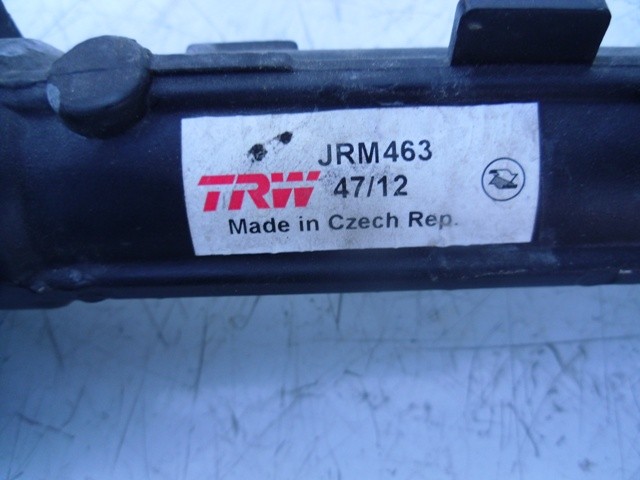 JRM463
TRW 47/12
Made in Czech Rep.